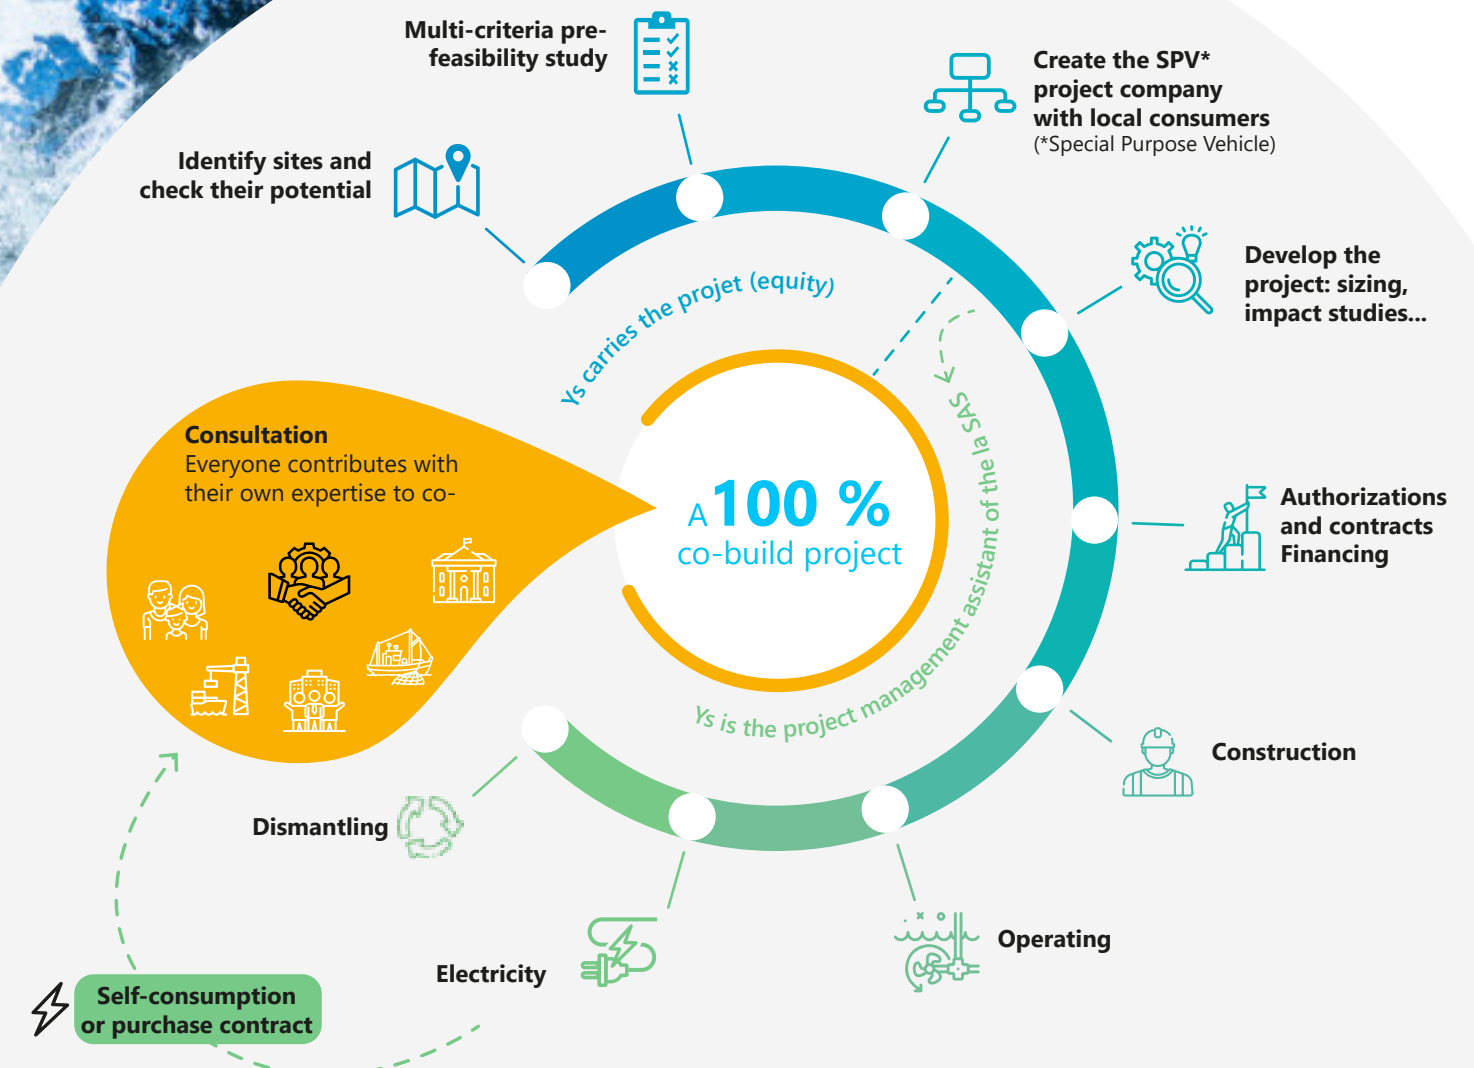 Multi-criteria pre-
feasibility study
Create the SPV*
project company
with local consumers
(*Special Purpose Vehicle)
Identify sites and
check their potential
Develop the
project: sizing,
impact studies...
Ys carries the projet (equity)
Ys is the project management assistant of the la SAS
Consultation
Everyone contributes with
their own expertise to co-
A 100 %
co-build project
Authorizations
and contracts
Financing
Construction
Dismantling
Operating
Electricity
Self-consumption
or purchase contract